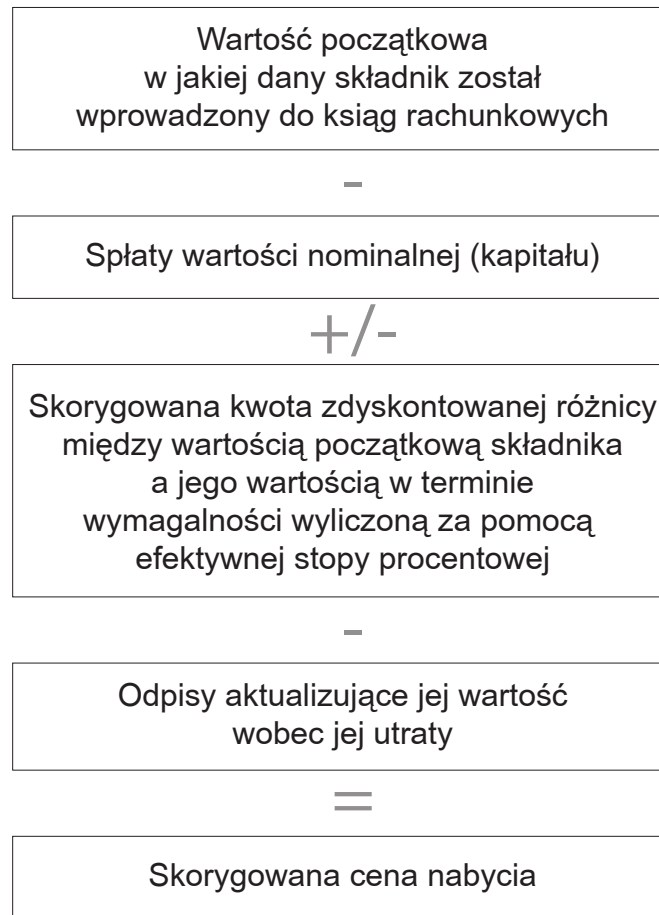 Wartość początkowa
w jakiej dany składnik został
wprowadzony do ksiąg rachunkowych
-
Spłaty wartości nominalnej (kapitału)
+/-
Skorygowana kwota zdyskontowanej różnicy
między wartością początkową składnika
a jego wartością w terminie
wymagalności wyliczoną za pomocą
efektywnej stopy procentowej
-
Odpisy aktualizujące jej wartość
wobec jej utraty
=
Skorygowana cena nabycia